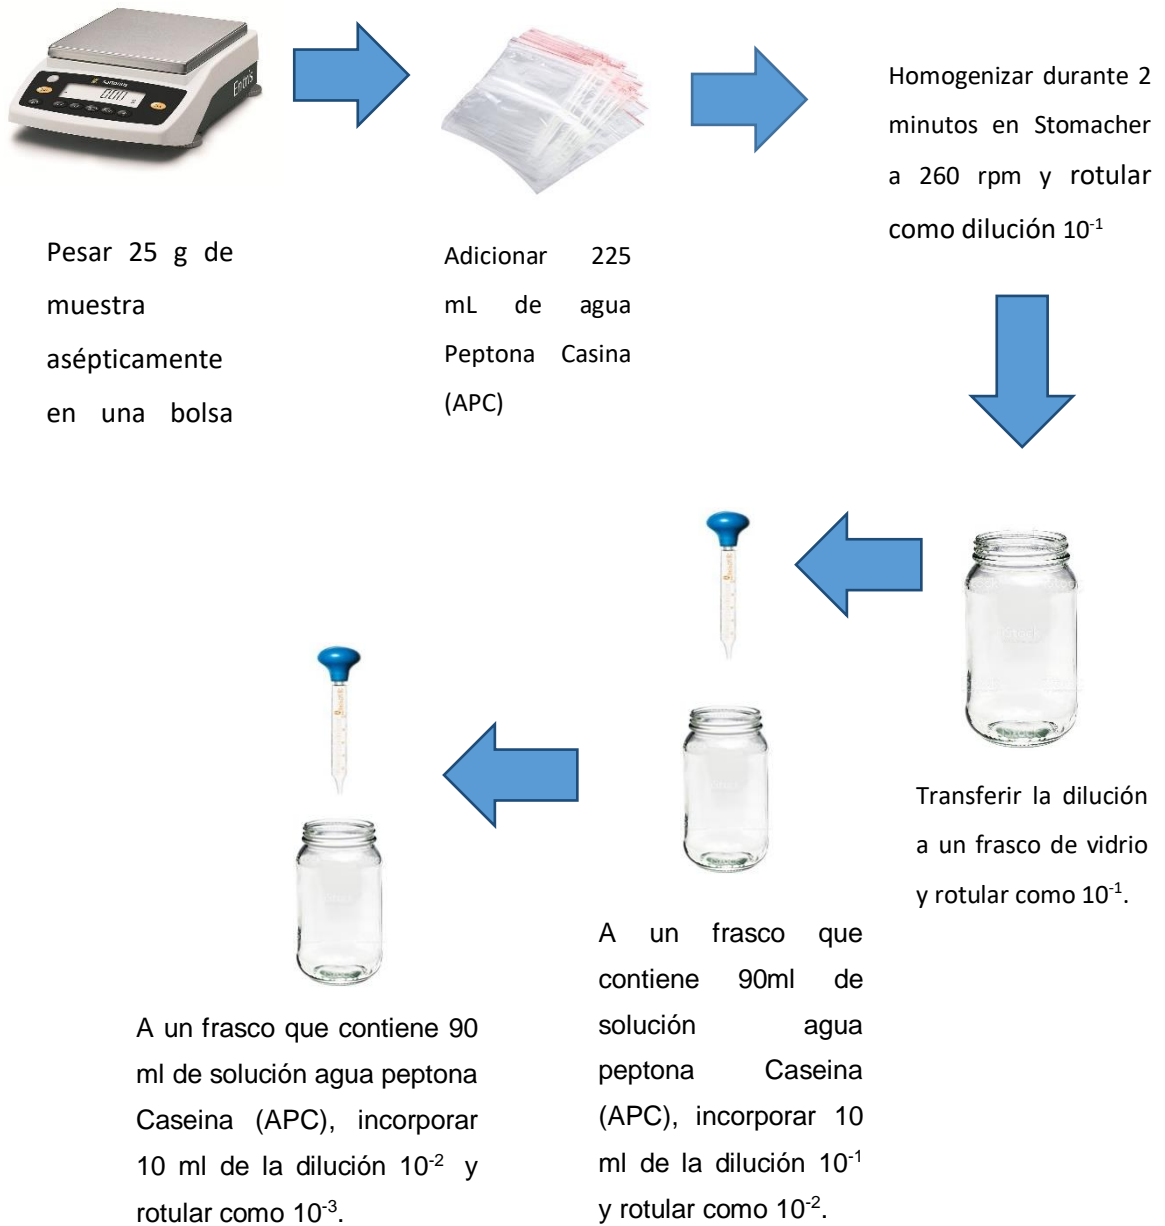 Entris
sartorius
0.00
g
Pesar 25 g de
muestra
asépticamente
en una bolsa
Adicionar 225
mL de agua
Peptona Casina
(APC)
Homogenizar durante 2
minutos en Stomacher
a 260 rpm y rotular
como dilución 10⁻¹
Transferir la dilución
a un frasco de vidrio
y rotular como 10⁻¹.
A un frasco que
contiene 90ml de
solución agua
peptona Caseina
(APC), incorporar 10
ml de la dilución 10⁻¹
y rotular como 10⁻².
A un frasco que contiene 90
ml de solución agua peptona
Caseina (APC), incorporar
10 ml de la dilución 10⁻² y
rotular como 10⁻³.